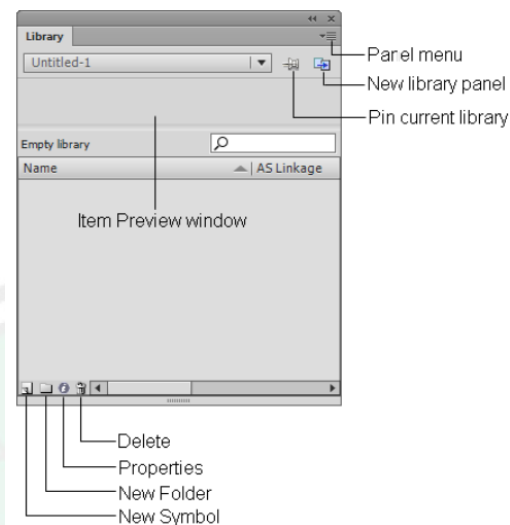 Library
Untitled-1
Panel menu
New library panel
Pin current library
Empty library
Name AS Linkage
Item Preview window
Delete
Properties
New Folder
New Symbol